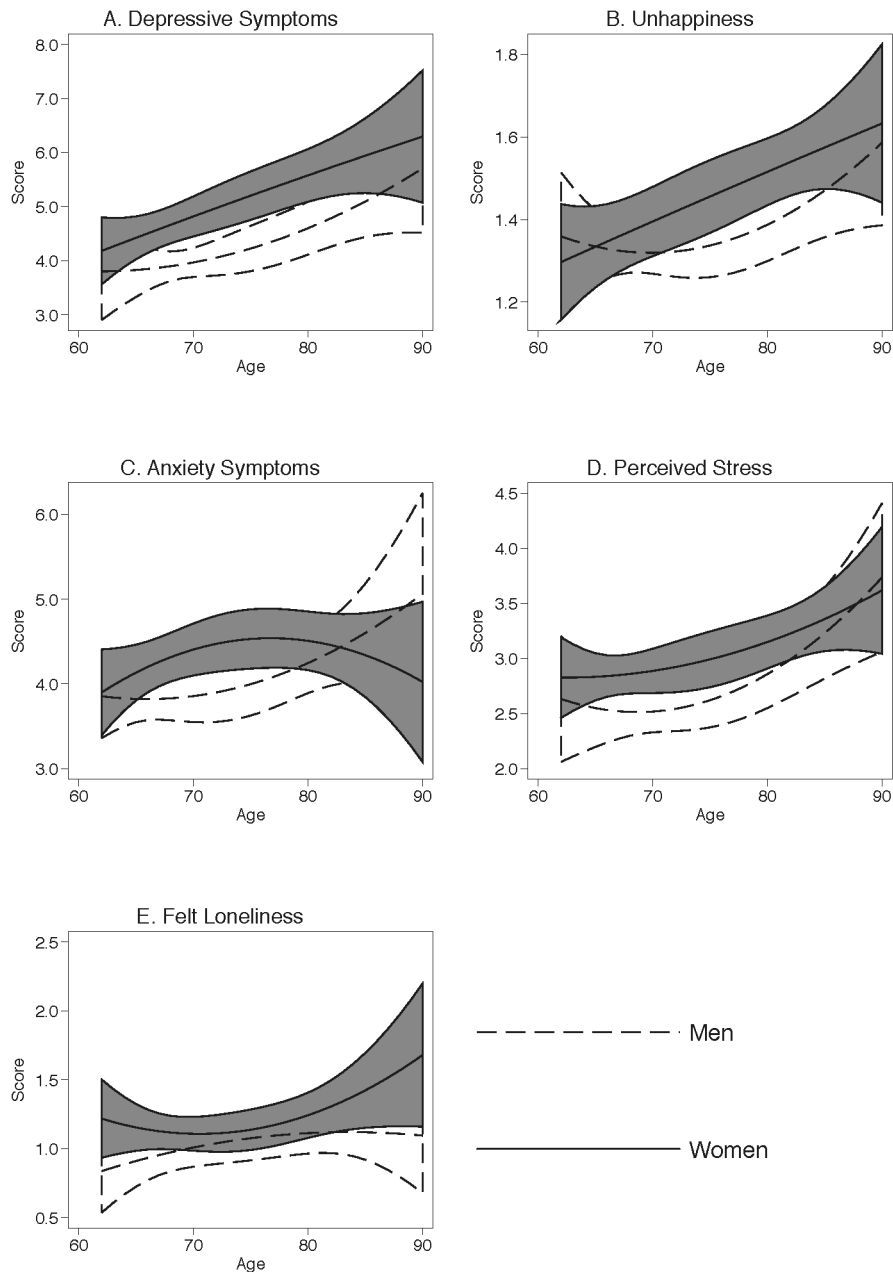 A. Depressive Symptoms
8.0
7.0
6.0
5.0
4.0
3.0
Score
60 70 80 90
Age
B. Unhappiness
1.8
1.6
1.4
1.2
Score
60 70 80 90
Age
C. Anxiety Symptoms
6.0
5.0
4.0
3.0
Score
60 70 80 90
Age
D. Perceived Stress
4.5
4.0
3.5
3.0
2.5
2.0
Score
60 70 80 90
Age
E. Felt Loneliness
2.5
2.0
1.5
1.0
0.5
Score
60 70 80 90
Age
Men
Women